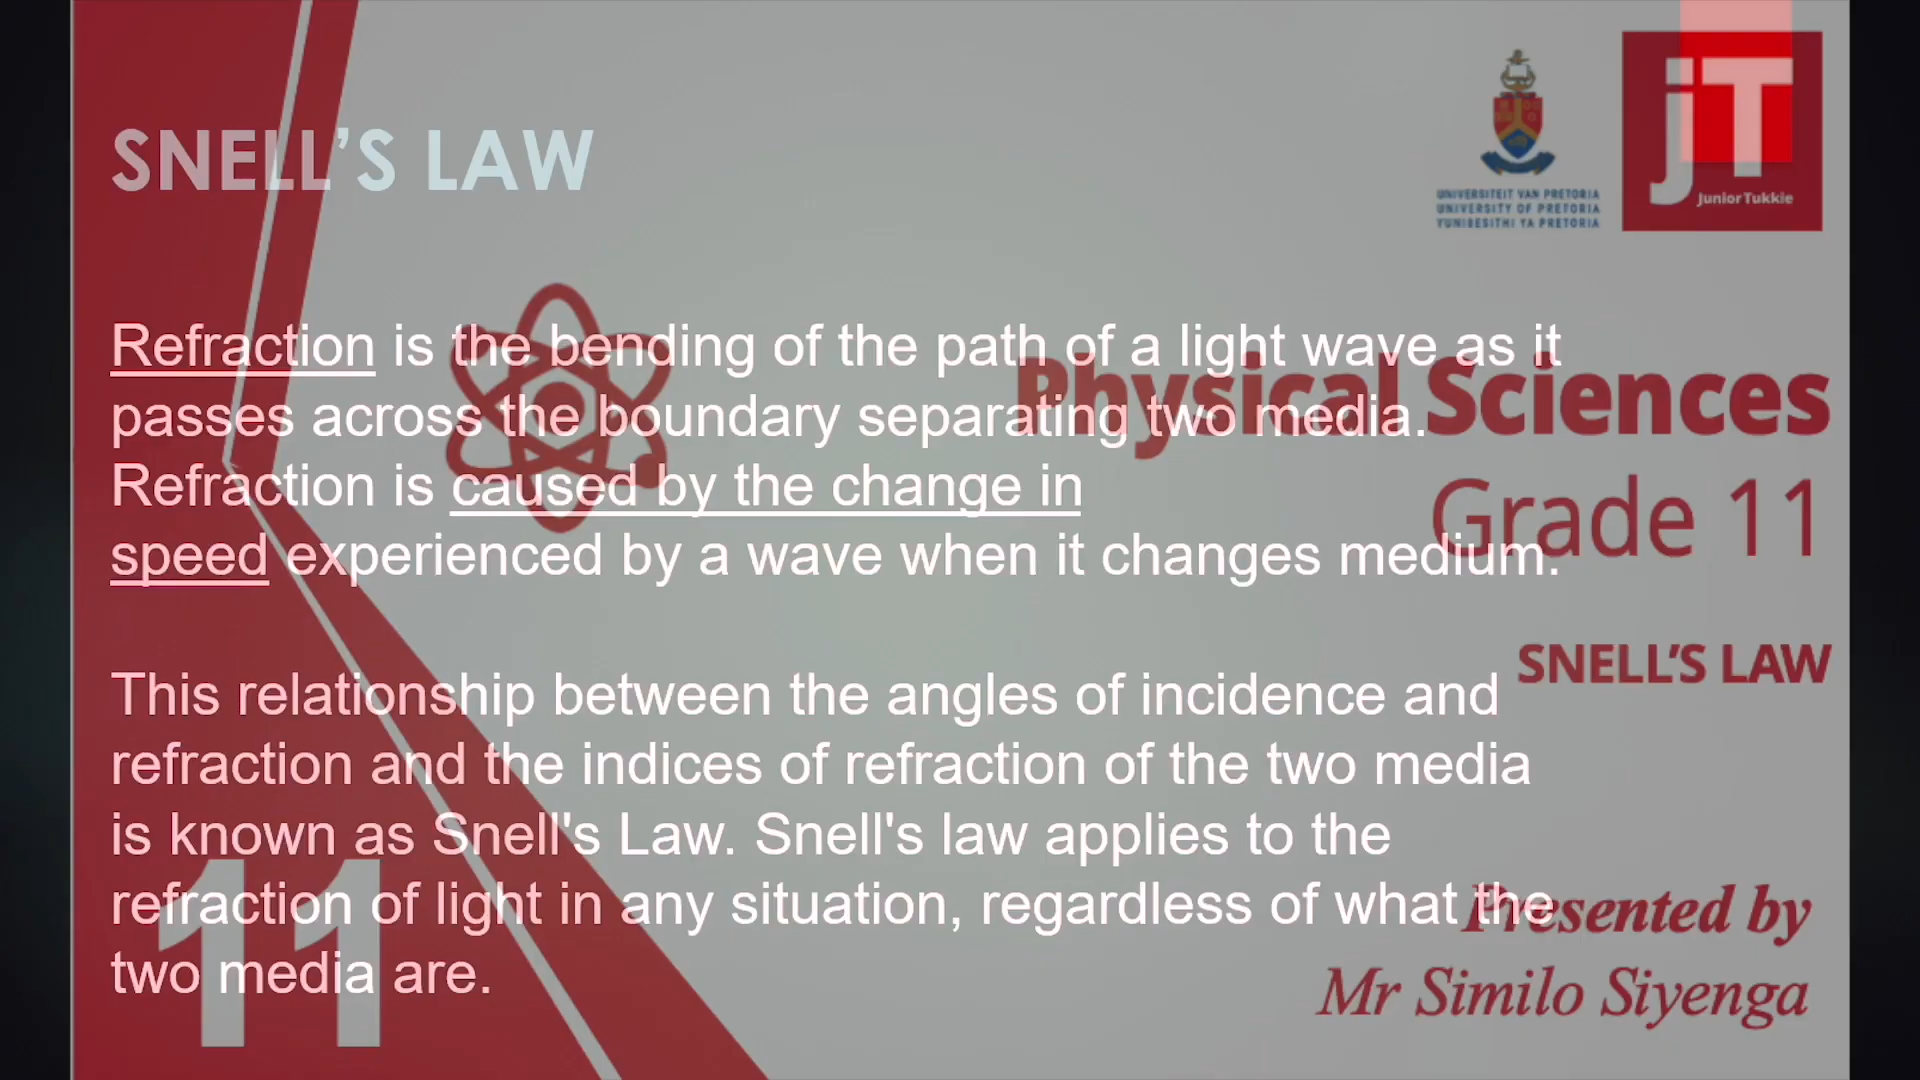 SNELL’S LAW
UNIVERSITEIT VAN PRETORIA
UNIVERSITY OF PRETORIA
YUNIBESITHI YA PRETORIA
jT
JuniorTukkie
Refraction is the bending of the path of a light wave as it
passes across the boundary separating two media.
Refraction is caused by the change in
speed experienced by a wave when it changes medium.
This relationship between the angles of incidence and
refraction and the indices of refraction of the two media
is known as Snell's Law. Snell's law applies to the
refraction of light in any situation, regardless of what the
two media are.
Physical Sciences
Grade 11
SNELL’S LAW
11
Presented by
Mr Similo Siyenga